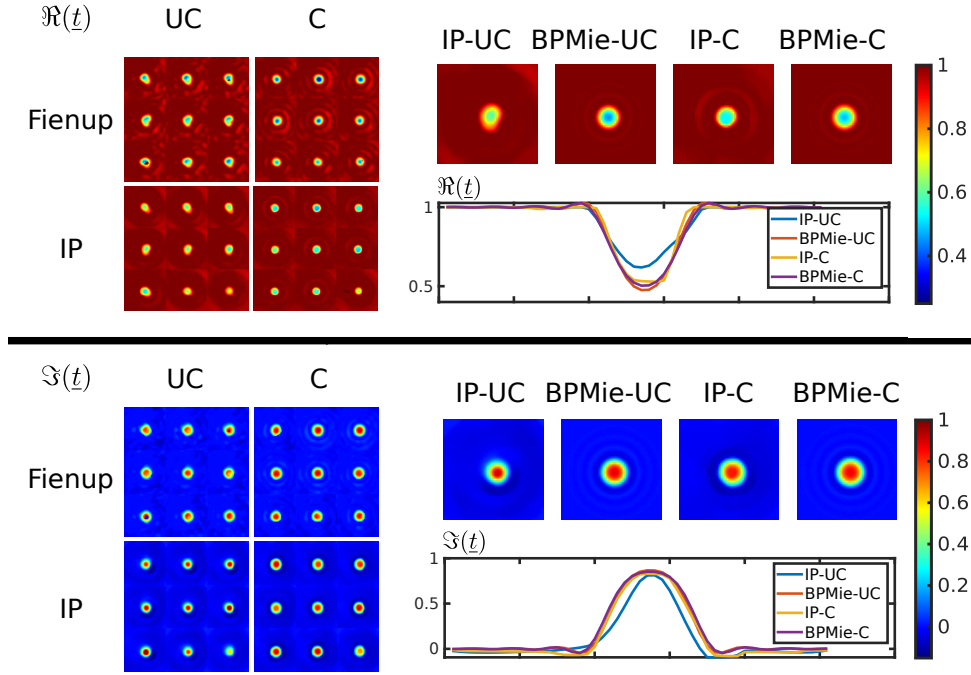 ℜ(t) UC C
IP-UC BPMie-UC IP-C BPMie-C
Fienup
IP
1
0.8
0.6
0.4
ℜ(t)
1
0.5
IP-UC
BPMie-UC
IP-C
BPMie-C
ℑ(t) UC C
IP-UC BPMie-UC IP-C BPMie-C
Fienup
IP
1
0.8
0.6
0.4
0.2
0
ℑ(t)
1
0.5
0
IP-UC
BPMie-UC
IP-C
BPMie-C